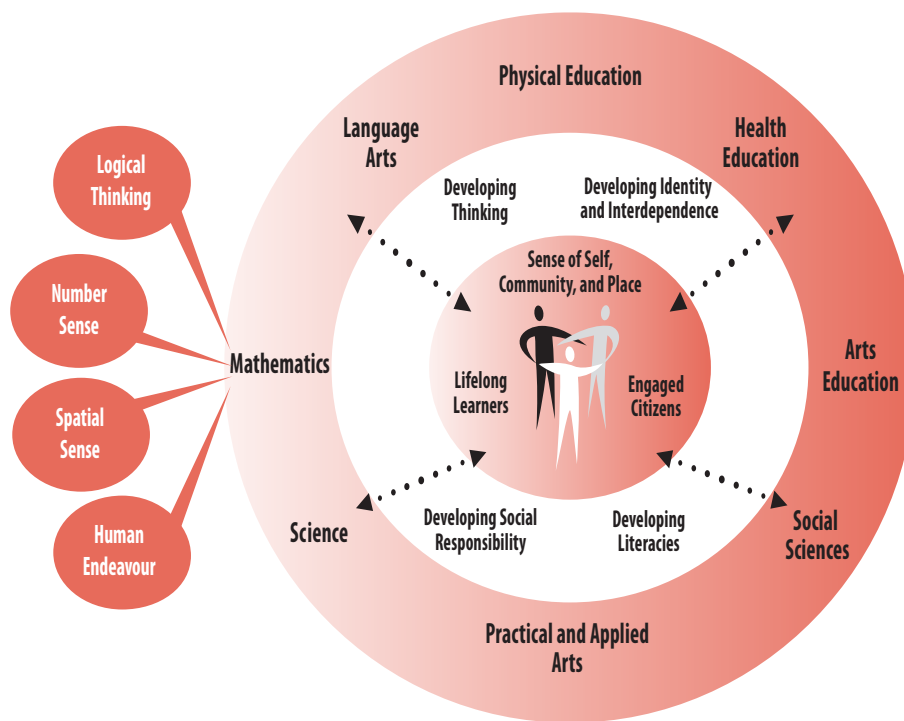 Physical Education
Language
Arts
Health
Education
Logical
Thinking
Developing
Thinking
Developing Identity
and Interdependence
Sense of Self,
Community, and Place
Number
Sense
Mathematics
Arts
Education
Lifelong
Learners
Engaged
Citizens
Spatial
Sense
Human
Endeavour
Science
Developing Social
Responsibility
Developing
Literacies
Social
Sciences
Practical and Applied
Arts